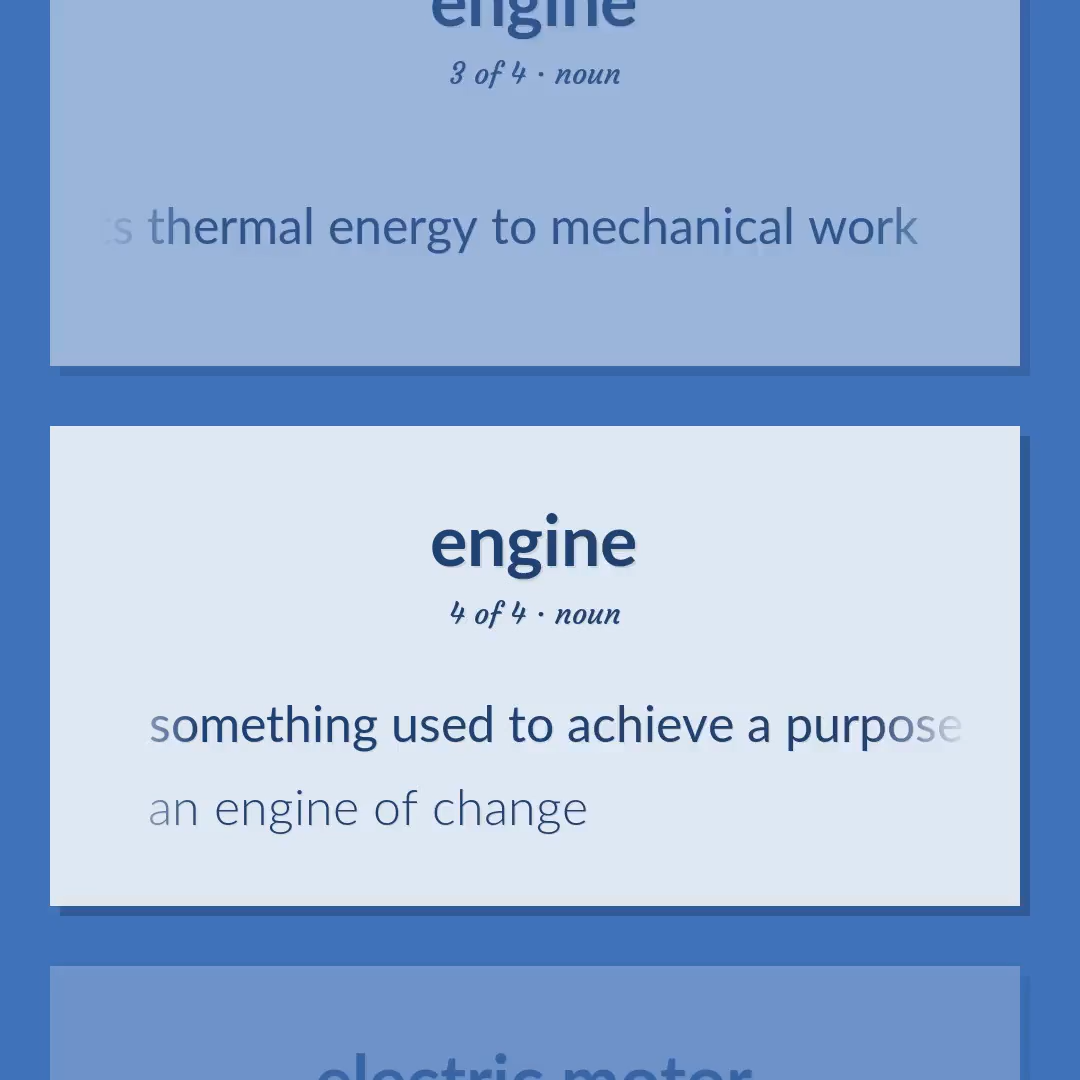 engine
3 of 4 · noun
thermal energy to mechanical work
engine
4 of 4 · noun
something used to achieve a purpose
an engine of change
electric motor